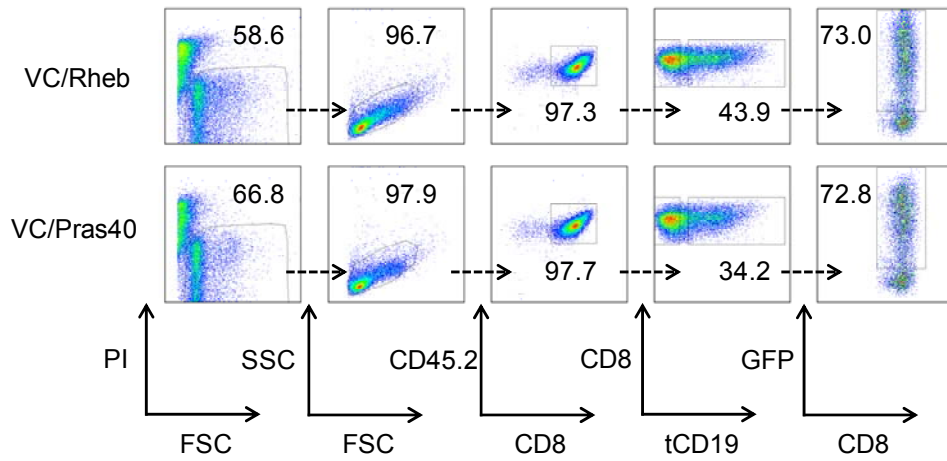 58.6 96.7 73.0
VC/Rheb
97.3 43.9
66.8 97.9 72.8
VC/Pras40
97.7 34.2
PI SSC CD45.2 CD8 GFP
FSC FSC CD8 tCD19 CD8